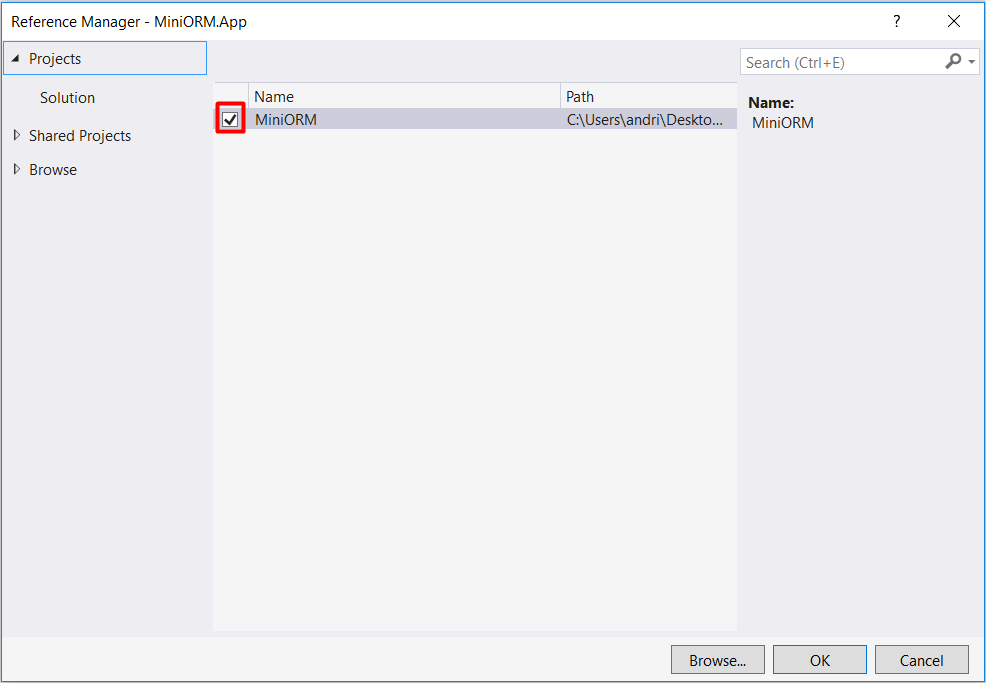 Reference Manager - MiniORM.App
?
Projects
Search (Ctrl+E)
Solution
Shared Projects
Browse
Name Path
MiniORM C:\Users\andri\Deskto...
Name:
MiniORM
Browse... OK Cancel